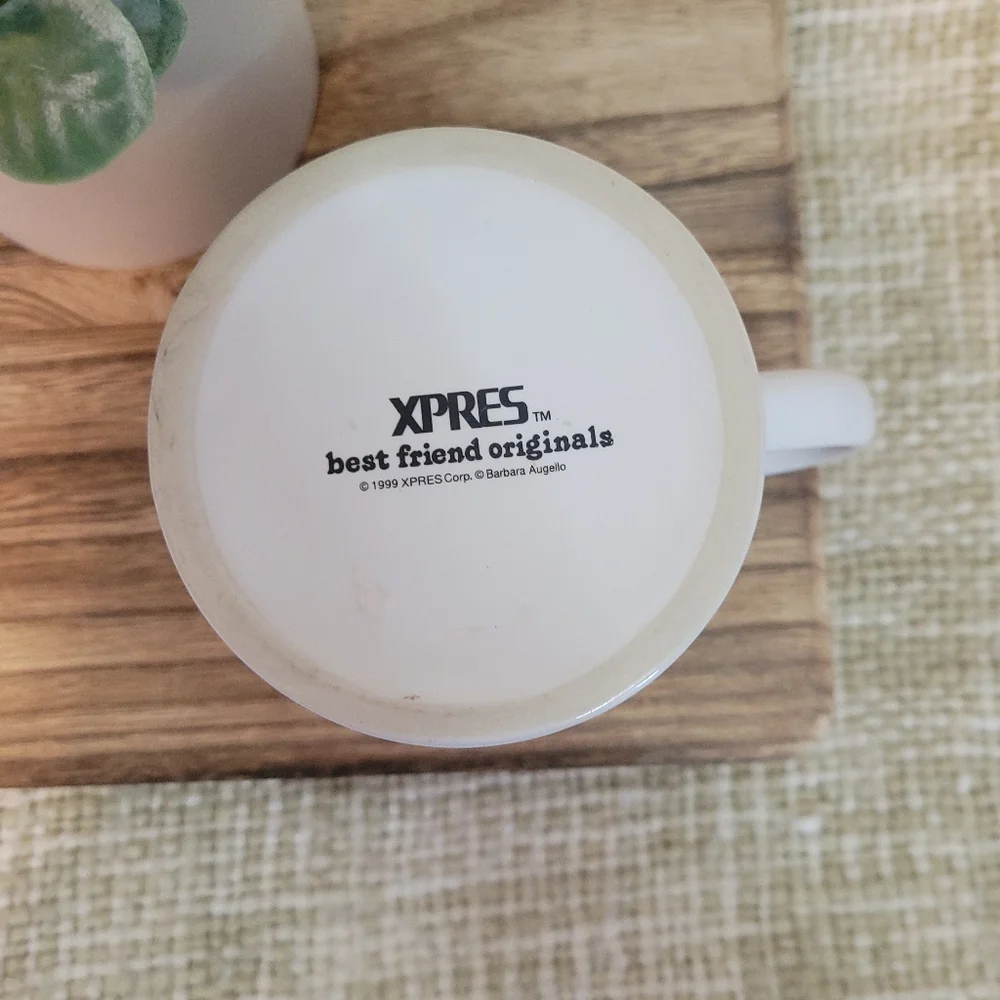 XPRES™
best friend originals
© 1999 XPRES Corp. © Barbara Augello